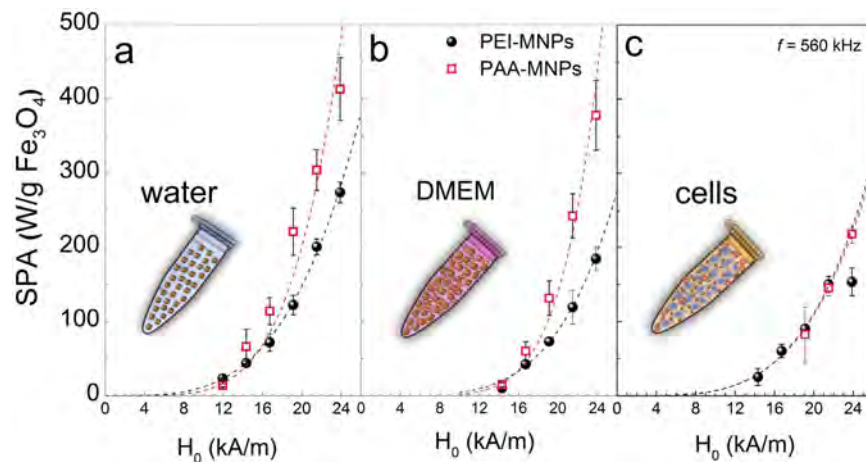 a
b
c
PEI-MNPs
PAA-MNPs
f = 560 kHz
water
DMEM
cells
SPA (W/g Fe₃O₄)
500
400
300
200
100
0
0 4 8 12 16 20 24
0 4 8 12 16 20 24
0 4 8 12 16 20 24
H₀ (kA/m)
H₀ (kA/m)
H₀ (kA/m)